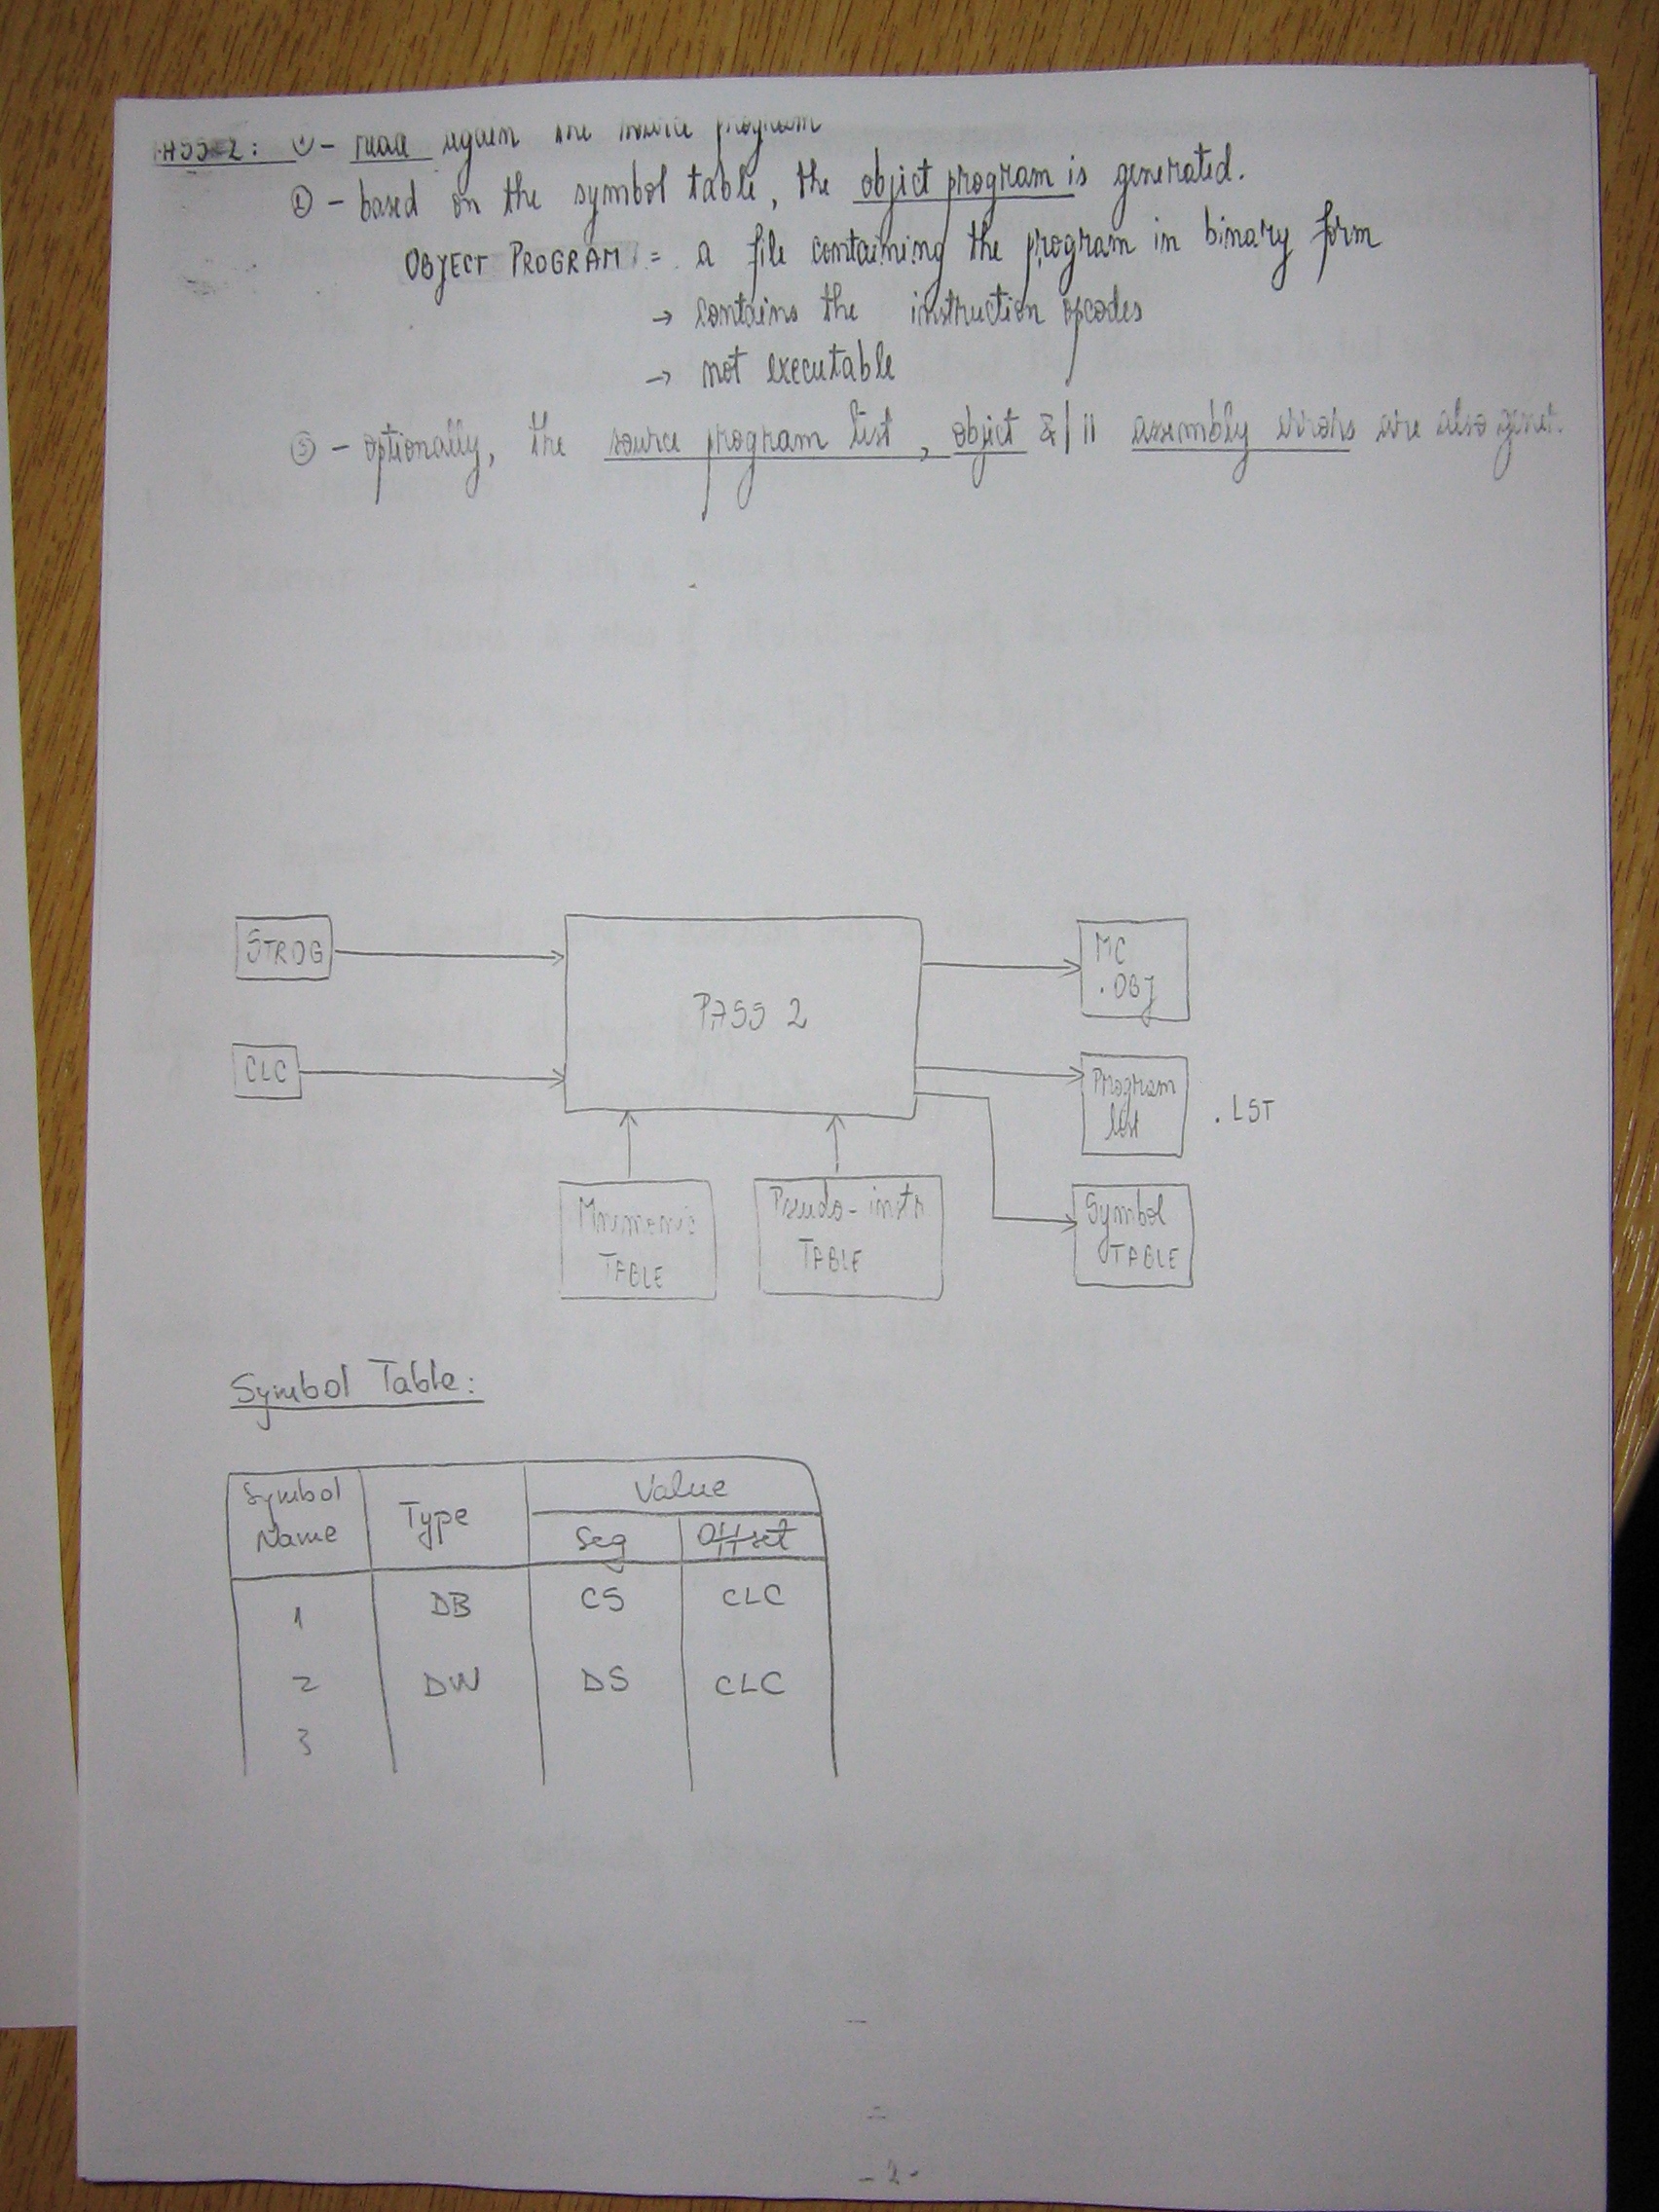 PASS 2: ① - read again the source program
② - based on the symbol table, the object program is generated.
OBJECT PROGRAM = a file containing the program in binary form
→ contains the instruction opcodes
→ not executable
③ - optionally, the source program list, object &/|| assembly errors are also gener.
STROG
CLC
PASS 2
MC
.OBJ
Program
list
.LST
Mnemonic
TABLE
Pseudo-instr
TABLE
Symbol
TABLE
Symbol Table:
Symbol
Name
Type
Value
Seg
Offset
1 DB CS CLC
2 DW DS CLC
3
-2-